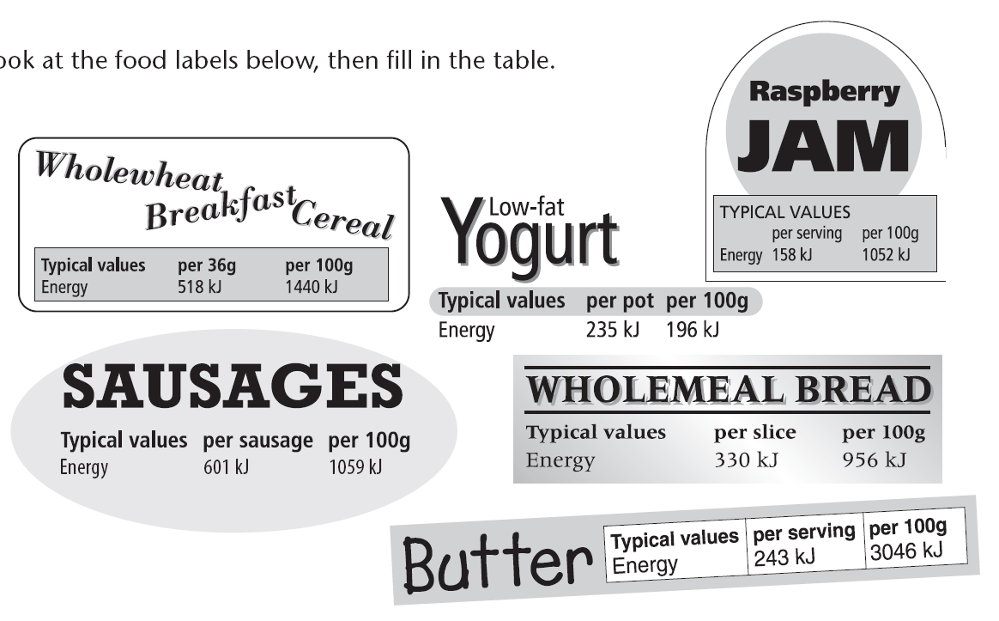 ook at the food labels below, then fill in the table.
Raspberry
JAM
TYPICAL VALUES
per serving per 100g
Energy 158 kJ 1052 kJ
Wholewheat
Breakfast Cereal
Typical values per 36g per 100g
Energy 518 kJ 1440 kJ
Low-fat
Yogurt
Typical values per pot per 100g
Energy 235 kJ 196 kJ
SAUSAGES
Typical values per sausage per 100g
Energy 601 kJ 1059 kJ
WHOLEMEAL BREAD
Typical values per slice per 100g
Energy 330 kJ 956 kJ
Butter
Typical values per serving per 100g
Energy 243 kJ 3046 kJ